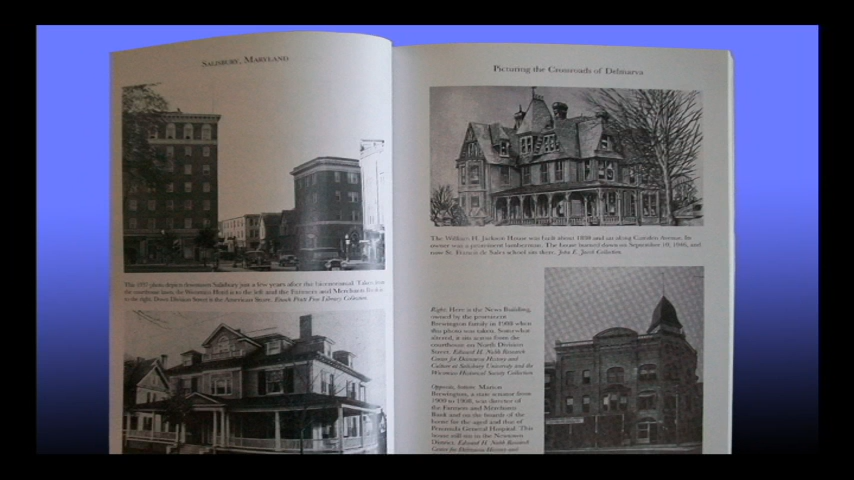 SALISBURY, MARYLAND
The 1937 photo depicts downtown Salisbury just a few years after the bicentennial. Taken from
the courthouse lawn, the Wicomico Hotel is to the left and the Farmers and Merchants Bank is
to the right. Down Division Street is the American Stores. Enoch Pratt Free Library Collection.
Picturing the Crossroads of Delmarva
The William H. Jackson House was built about 1898 and sat along Camden Avenue. Its
owner was a prominent lumberman. The house burned down on September 19, and
now St. Francis de Sales school sits there. John E. Jacob Collection.
Right: Here is the News Building,
owned by the prominent
Brewington family in 1908 when
this photo was taken. Somewhat
altered, it sits across from the
courthouse on North Division
Street. Edward H. Nabb Research
Center for Delmarva History and
Culture at Salisbury University and the
Wicomico Historical Society Collection.
Opposite, bottom: Marion
Brewington, a state senator from
1900 to 1908, was director of
the Farmers and Merchants
Bank and on the boards of the
home for the aged and that of
Peninsula General Hospital. This
house still sits in the Newtown
District. Edward H. Nabb Research
Center for Delmarva History and